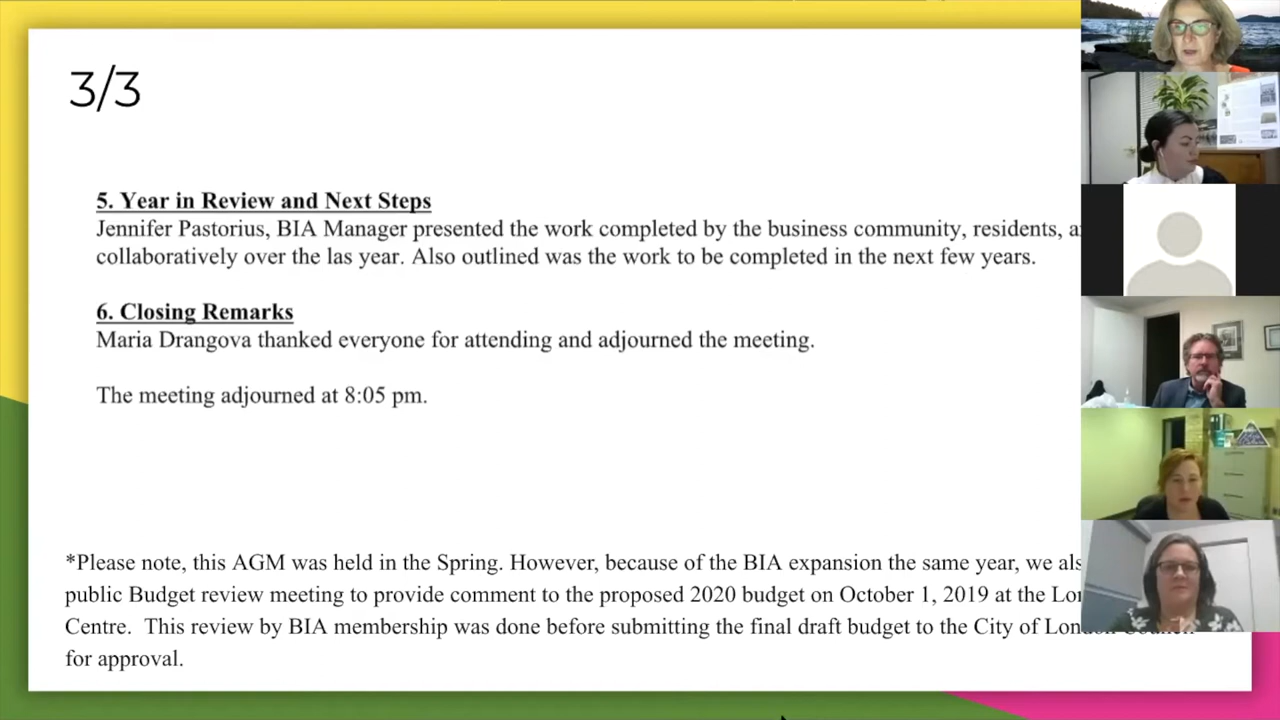 3/3
5. Year in Review and Next Steps
Jennifer Pastorius, BIA Manager presented the work completed by the business community, residents,
collaboratively over the las year. Also outlined was the work to be completed in the next few years.
6. Closing Remarks
Maria Drangova thanked everyone for attending and adjourned the meeting.
The meeting adjourned at 8:05 pm.
*Please note, this AGM was held in the Spring. However, because of the BIA expansion the same year, we
public Budget review meeting to provide comment to the proposed 2020 budget on October 1, 2019 at the
Centre. This review by BIA membership was done before submitting the final draft budget to the City of London
for approval.